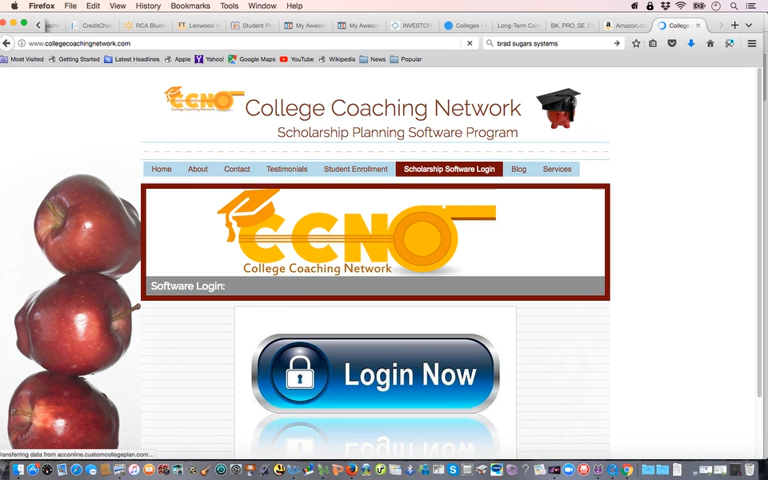 Firefox File Edit View History Bookmarks Tools Window Help
CreditChec RCA Bluer Lenwood Student Pr My Aweso My Aweso INVESTOR Colleges - Long-Term Ca BK_PRO_SE_C Amazon.co College
www.collegecoachingnetwork.com
brad sugars systems
Most Visited Getting Started Latest Headlines Apple Yahoo! Google Maps YouTube Wikipedia News Popular
CCNO
College Coaching Network
College Coaching Network
Scholarship Planning Software Program
Home About Contact Testimonials Student Enrollment Scholarship Software Login Blog Services
CCNO
College Coaching Network
Software Login:
Login Now
Transferring data from acconline.customcollegeplan.com...